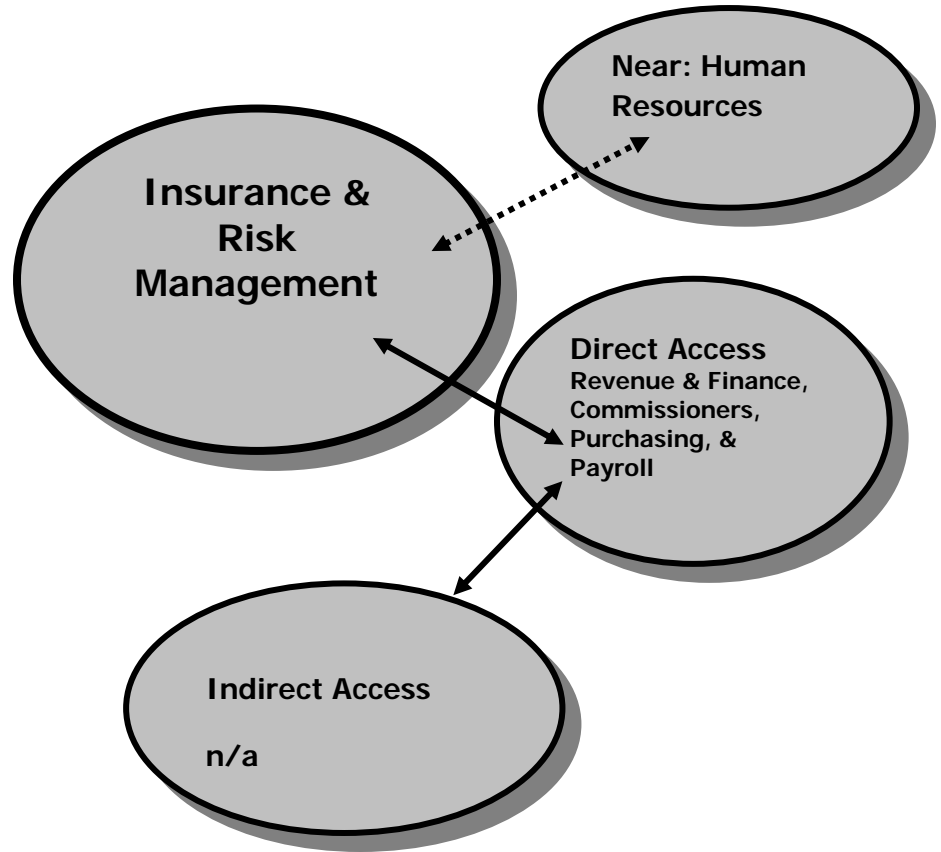 Near: Human
Resources
Insurance &
Risk
Management
Direct Access
Revenue & Finance,
Commissioners,
Purchasing, &
Payroll
Indirect Access
n/a